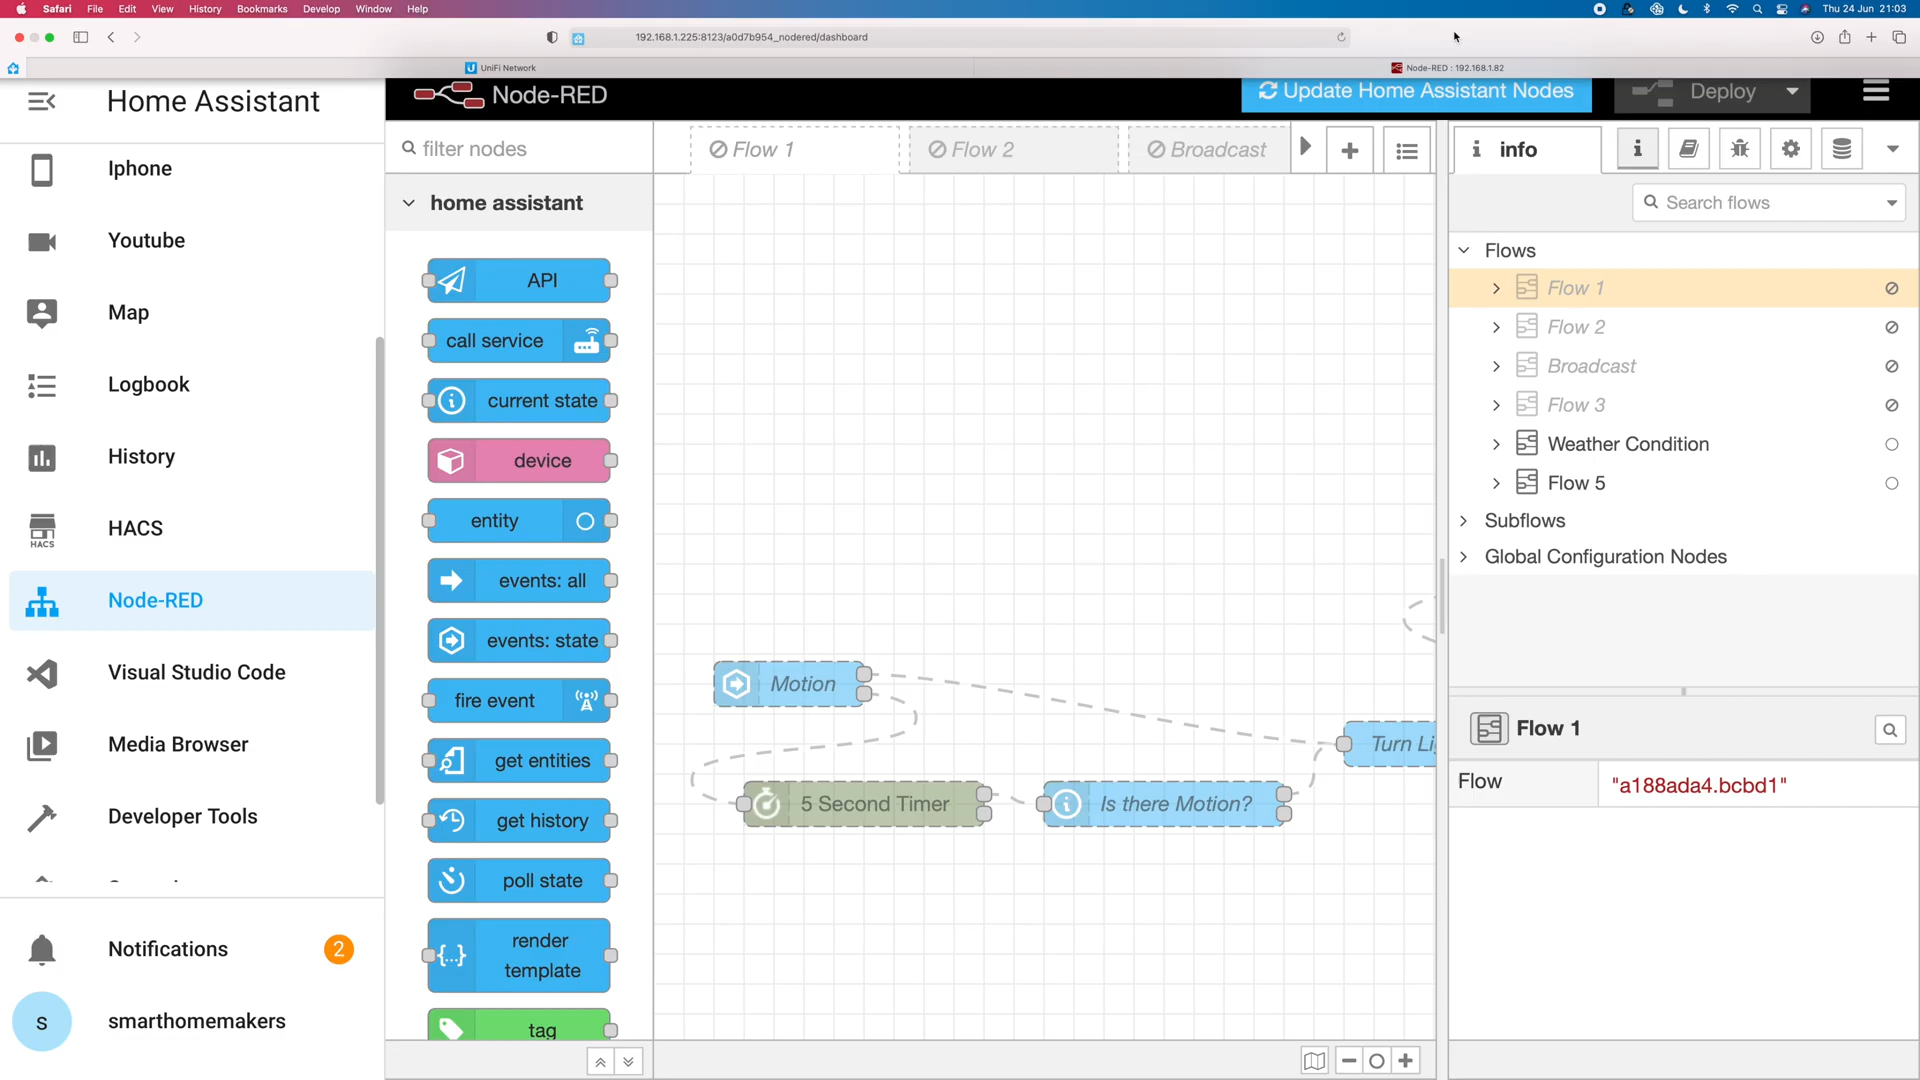 Safari File Edit View History Bookmarks Develop Window Help
Thu 24 Jun 21:03
192.168.1.225:8123/a0d7b954_nodered/dashboard
UniFi Network
Node-RED : 192.168.1.82
Home Assistant
Iphone
Youtube
Map
Logbook
History
HACS
HACS
Node-RED
Visual Studio Code
Media Browser
Developer Tools
Notifications
2
s
smarthomemakers
Node-RED
Update Home Assistant Nodes
Deploy
filter nodes
home assistant
API
call service
current state
device
entity
events: all
events: state
fire event
get entities
get history
poll state
render
template
tag
Flow 1
Flow 2
Broadcast
Motion
5 Second Timer
Is there Motion?
Turn Li
info
Search flows
Flows
Flow 1
Flow 2
Broadcast
Flow 3
Weather Condition
Flow 5
Subflows
Global Configuration Nodes
Flow 1
Flow
"a188ada4.bcbd1"